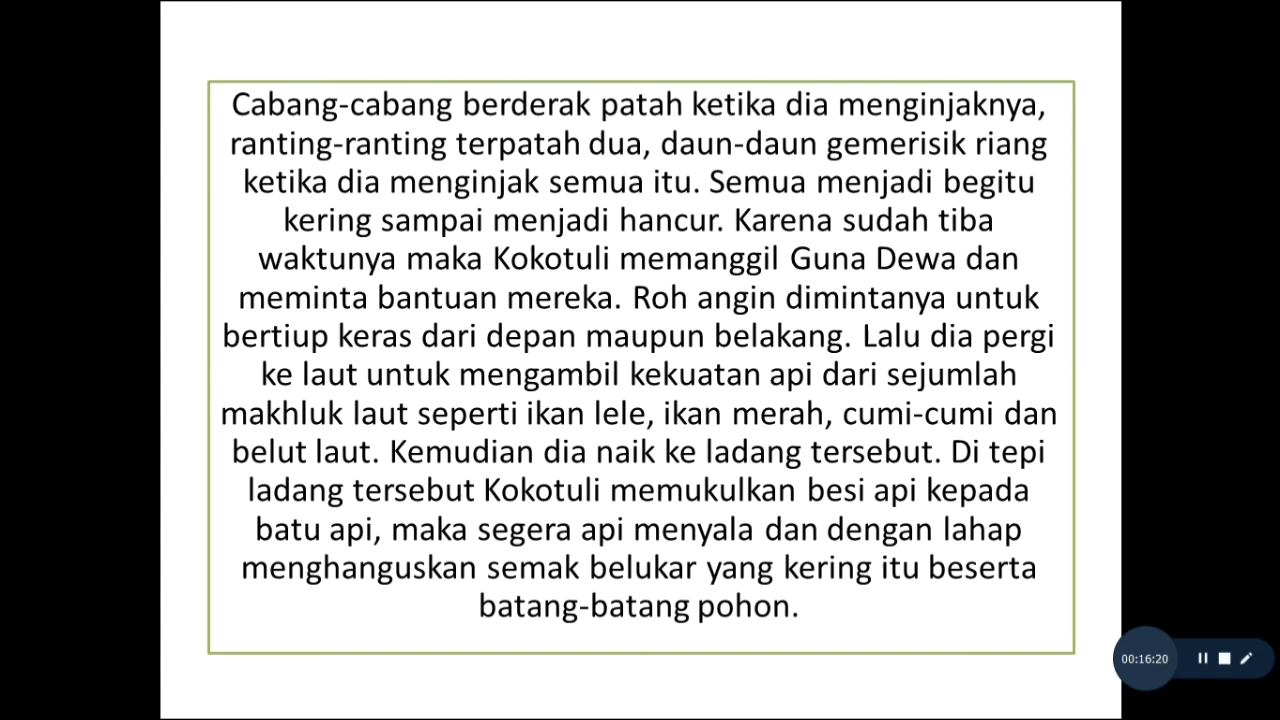 Cabang-cabang berderak patah ketika dia menginjaknya,
ranting-ranting terpatah dua, daun-daun gemerisik riang
ketika dia menginjak semua itu. Semua menjadi begitu
kering sampai menjadi hancur. Karena sudah tiba
waktunya maka Kokotuli memanggil Guna Dewa dan
meminta bantuan mereka. Roh angin dimintanya untuk
bertiup keras dari depan maupun belakang. Lalu dia pergi
ke laut untuk mengambil kekuatan api dari sejumlah
makhluk laut seperti ikan lele, ikan merah, cumi-cumi dan
belut laut. Kemudian dia naik ke ladang tersebut. Di tepi
ladang tersebut Kokotuli memukulkan besi api kepada
batu api, maka segera api menyala dan dengan lahap
menghanguskan semak belukar yang kering itu beserta
batang-batang pohon.
00:16:20